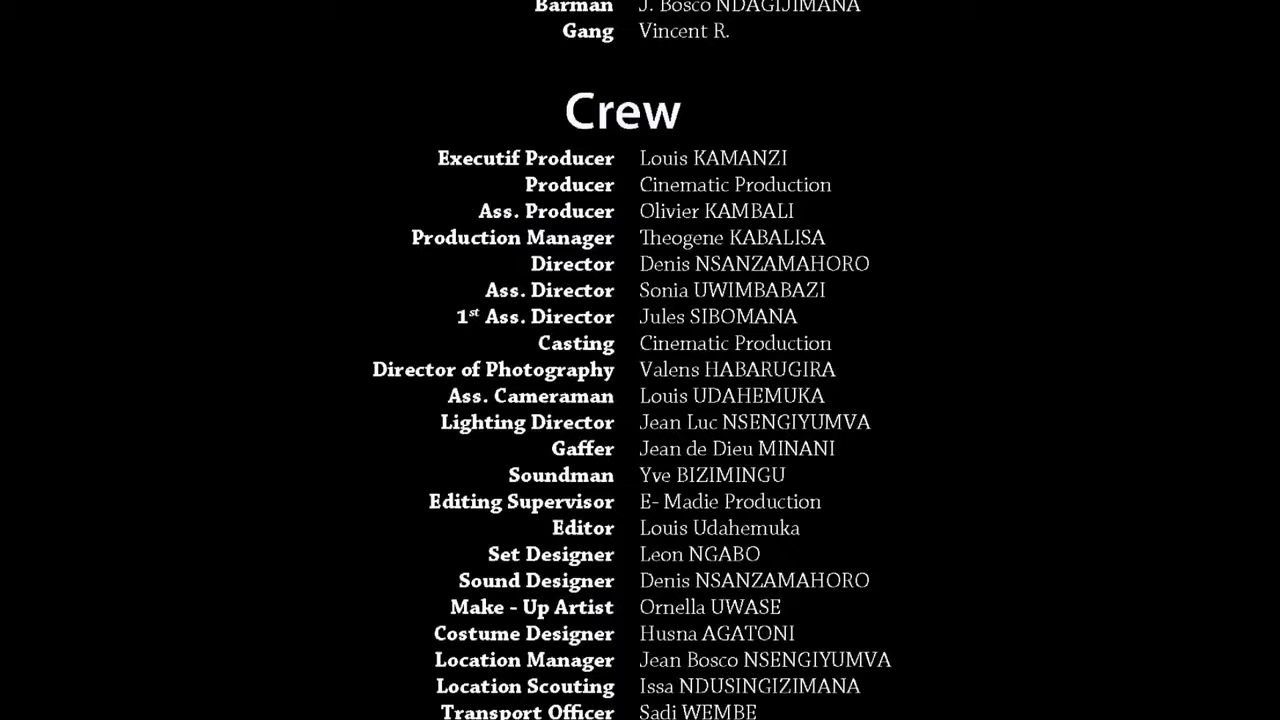 Barman J. Bosco NDAGIJIMANA
Gang Vincent R.
Crew
Executif Producer Louis KAMANZI
Producer Cinematic Production
Ass. Producer Olivier KAMBALI
Production Manager Theogene KABALISA
Director Denis NSANZAMAHORO
Ass. Director Sonia UWIMBABAZI
1st Ass. Director Jules SIBOMANA
Casting Cinematic Production
Director of Photography Valens HABARUGIRA
Ass. Cameraman Louis UDAHEMUKA
Lighting Director Jean Luc NSENGIYUMVA
Gaffer Jean de Dieu MINANI
Soundman Yve BIZIMINGU
Editing Supervisor E- Madie Production
Editor Louis Udahemuka
Set Designer Leon NGABO
Sound Designer Denis NSANZAMAHORO
Make - Up Artist Ornella UWASE
Costume Designer Husna AGATONI
Location Manager Jean Bosco NSENGIYUMVA
Location Scouting Issa NDUSINGIZIMANA
Transport Officer Sadi WEMBE